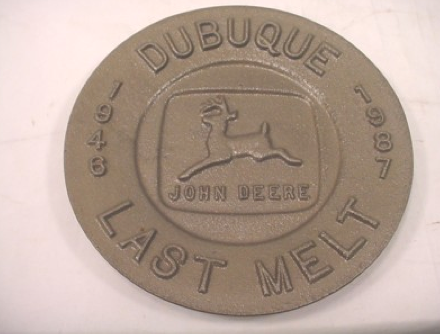 DUBUQUE
1946
1987
JOHN DEERE
LAST MELT